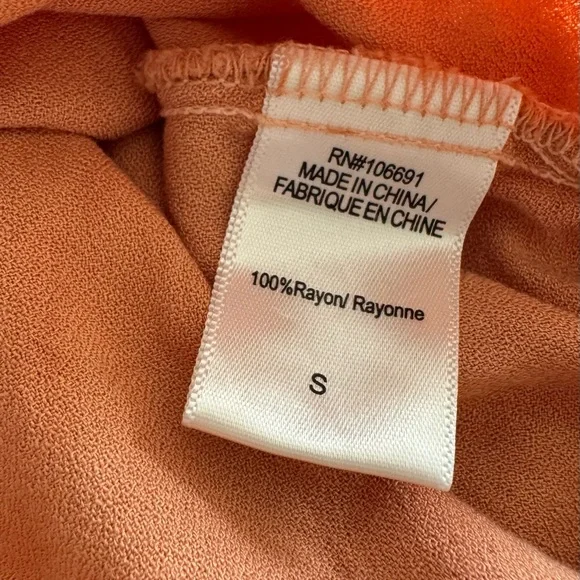 RN#106691
MADE IN CHINA/
FABRIQUE EN CHINE
100%Rayon/ Rayonne
S